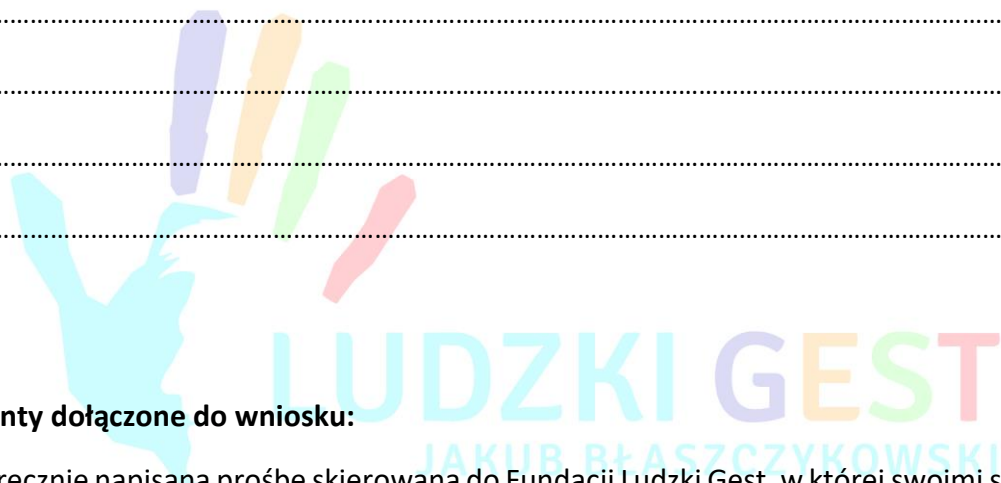 LUDZKI GEST
nty dołączone do wniosku:
JAKUB BŁASZCZYKOWSKI
ręcznie napisaną prośbę skierowaną do Fundacji Ludzki Gest, w której swoimi s